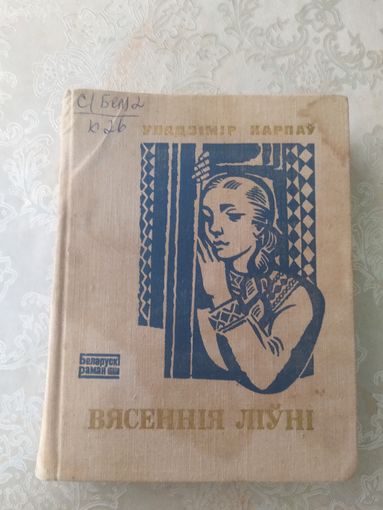 С(Бел)2
К26
УЛАДЗІМІР КАРПАЎ
Беларускі
раман
ВЯСЕННІЯ ЛІЎНІ